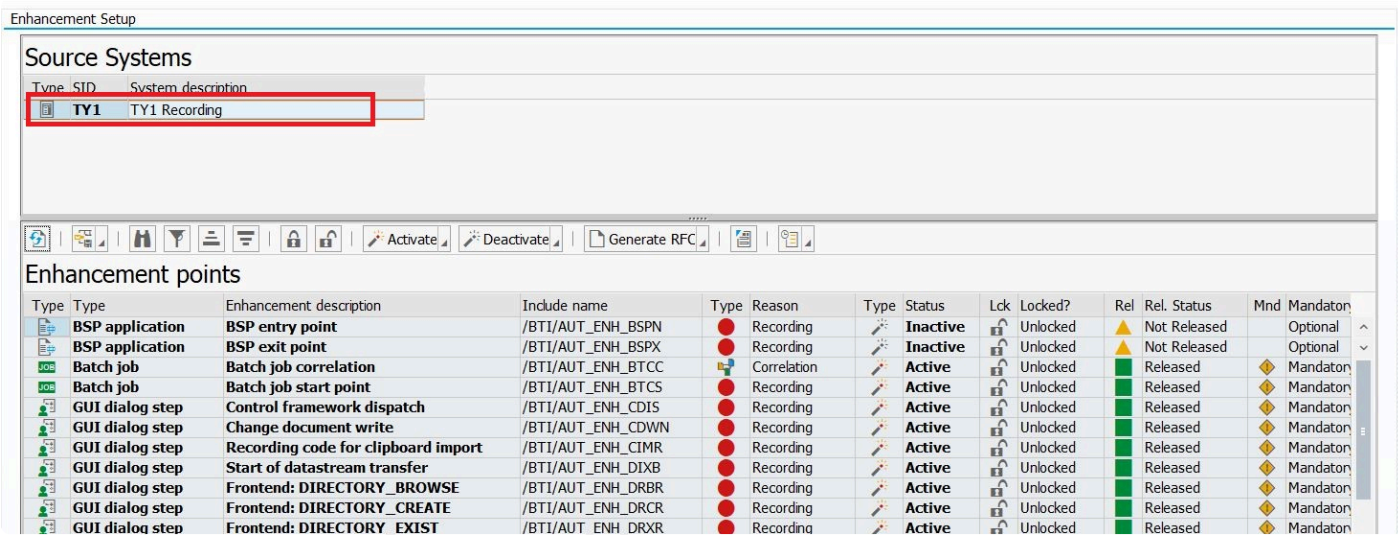 Enhancement Setup
Source Systems
Type SID System description
TY1 TY1 Recording
Activate Deactivate Generate RFC
Enhancement points
Type Type Enhancement description Include name Type Reason Type Status Lck Locked? Rel Rel. Status Mnd Mandatory
BSP application BSP entry point /BTI/AUT_ENH_BSPN Recording Inactive Unlocked Not Released Optional
BSP application BSP exit point /BTI/AUT_ENH_BSPX Recording Inactive Unlocked Not Released Optional
JOB Batch job Batch job correlation /BTI/AUT_ENH_BTCC Correlation Active Unlocked Released Mandatory
JOB Batch job Batch job start point /BTI/AUT_ENH_BTCS Recording Active Unlocked Released Mandatory
GUI dialog step Control framework dispatch /BTI/AUT_ENH_CDIS Recording Active Unlocked Released Mandatory
GUI dialog step Change document write /BTI/AUT_ENH_CDWN Recording Active Unlocked Released Mandatory
GUI dialog step Recording code for clipboard import /BTI/AUT_ENH_CIMR Recording Active Unlocked Released Mandatory
GUI dialog step Start of datastream transfer /BTI/AUT_ENH_DIXB Recording Active Unlocked Released Mandatory
GUI dialog step Frontend: DIRECTORY_BROWSE /BTI/AUT_ENH_DRBR Recording Active Unlocked Released Mandatory
GUI dialog step Frontend: DIRECTORY_CREATE /BTI/AUT_ENH_DRCR Recording Active Unlocked Released Mandatory
GUI dialog step Frontend: DIRECTORY_EXIST /BTI/AUT_ENH_DRXR Recording Active Unlocked Released Mandatory